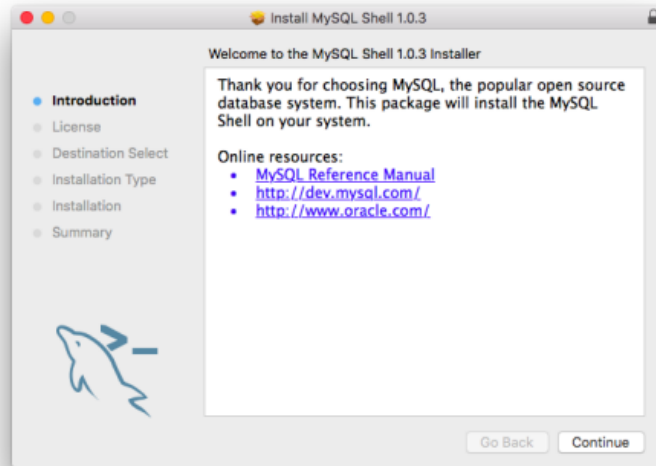 Install MySQL Shell 1.0.3
Welcome to the MySQL Shell 1.0.3 Installer
Introduction
License
Destination Select
Installation Type
Installation
Summary
Thank you for choosing MySQL, the popular open source
database system. This package will install the MySQL
Shell on your system.
Online resources:
• MySQL Reference Manual
• http://dev.mysql.com/
• http://www.oracle.com/
>_
Go Back
Continue